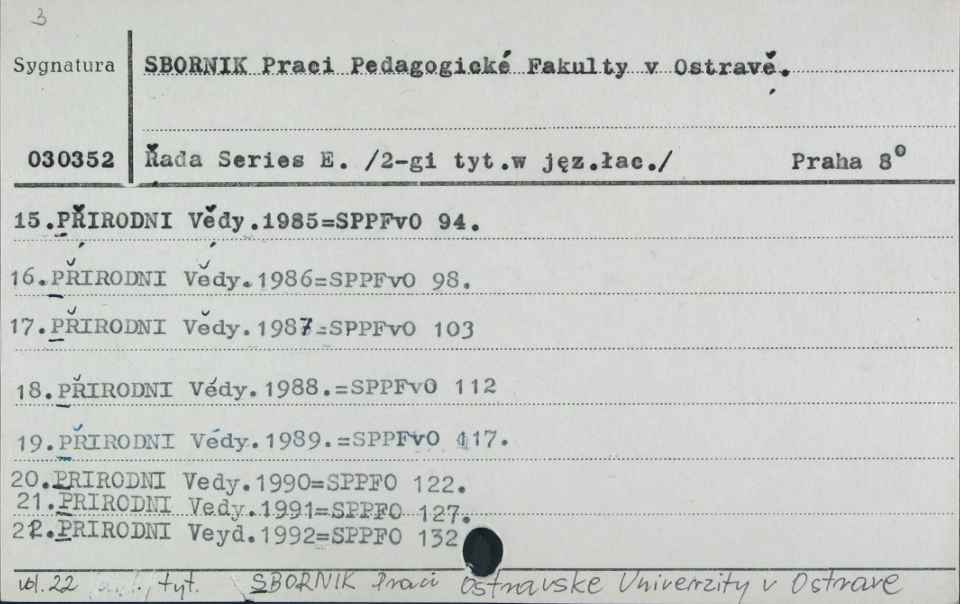 3
Sygnatura SBORNIK Praci Pedagogické Fakulty v Ostravě.
030352 Řada Series E. /2-gi tyt.w jęz.łac./ Praha 8°
15.PŘIRODNI Vědy.1985=SPPFvO 94.
16.PŘIRODNI Vědy.1986=SPPFvO 98.
17.PŘIRODNI Vědy.1987=SPPFvO 103
18.PŘIRODNI Védy.1988.=SPPFvO 112
19.PŘIRODNI Védy.1989.=SPPFvO 117.
20.PRIRODNI Vedy.1990=SPPFO 122.
21.PRIRODNI Vedy.1991=SPPFO 127.
22.PRIRODNI Veyd.1992=SPPFO 132
vol.22 tyt. SBORNIK Praci Ostravske Univerzity v Ostrave